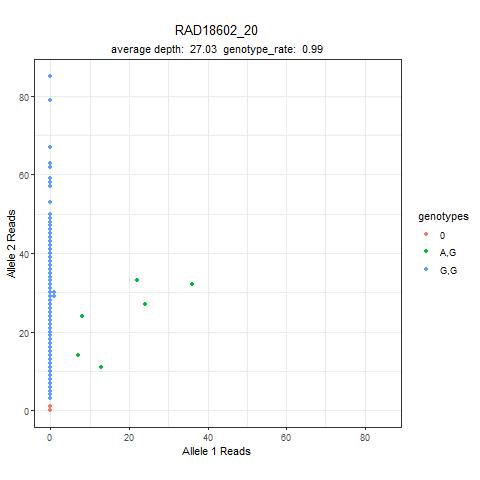 RAD18602_20
average depth:  27.03  genotype_rate:  0.99
80
60
40
20
0
Allele 2 Reads
0 20 40 60 80
Allele 1 Reads
genotypes
0
A,G
G,G